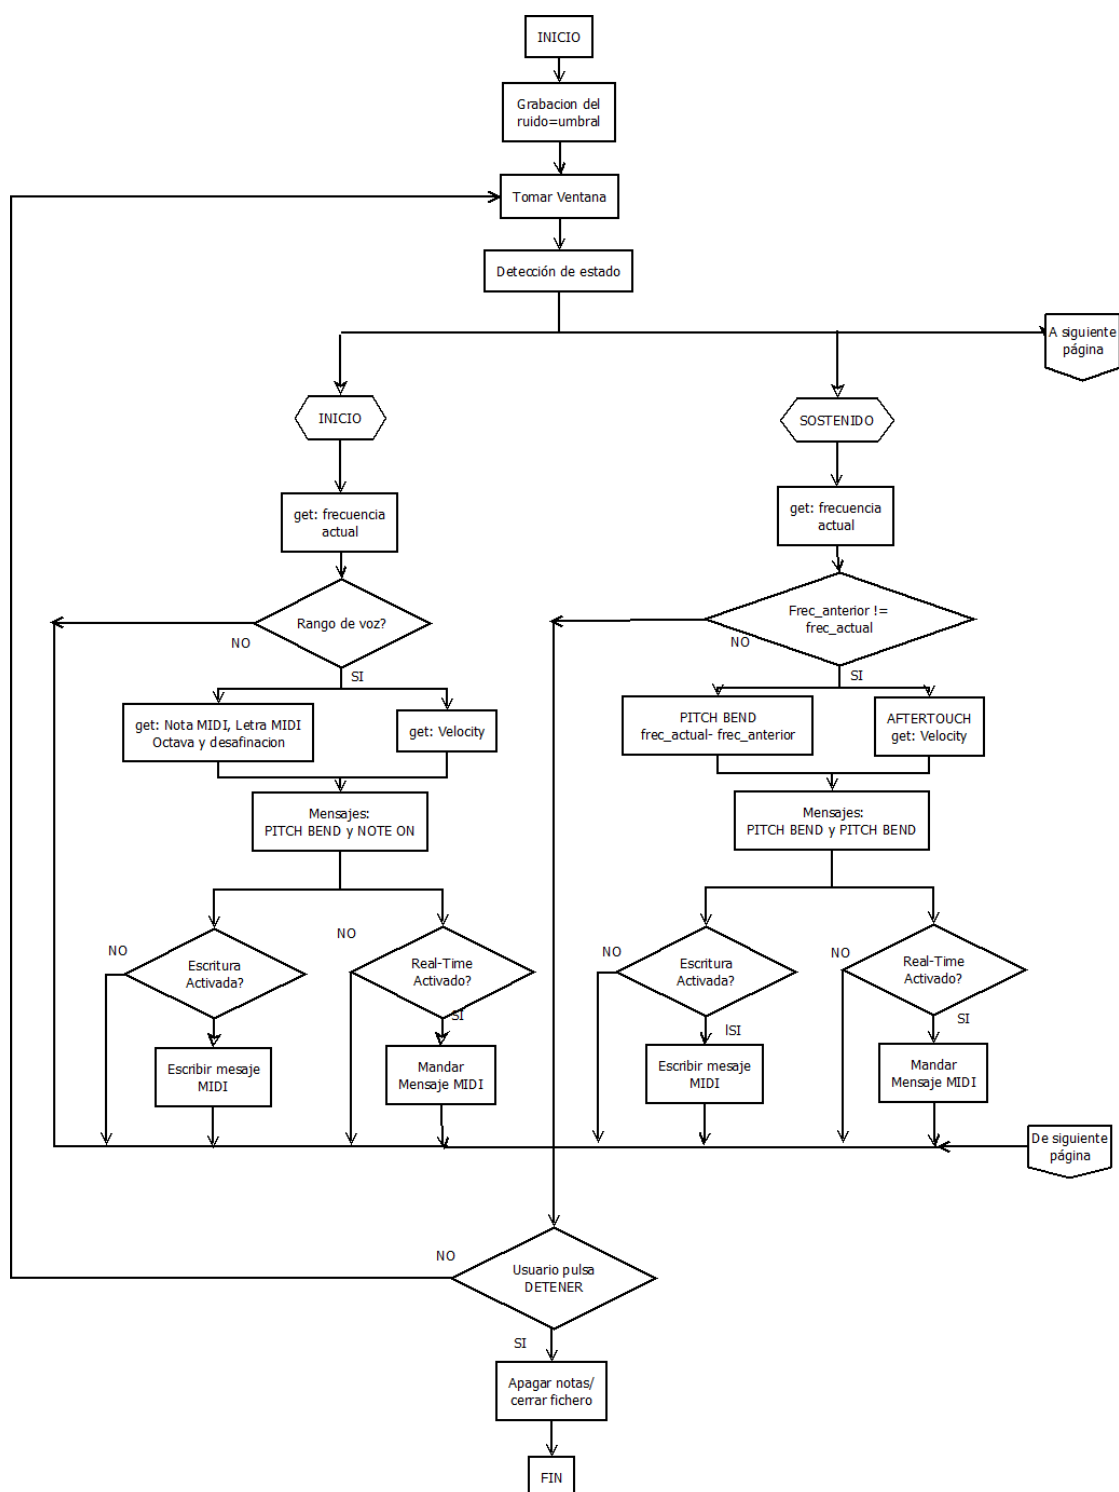 INICIO
Grabacion del
ruido=umbral
Tomar Ventana
Detección de estado
A siguiente
página
INICIO
SOSTENIDO
get: frecuencia
actual
get: frecuencia
actual
Rango de voz?
NO
SI
Frec_anterior !=
frec_actual
NO
SI
get: Nota MIDI, Letra MIDI
Octava y desafinacion
get: Velocity
PITCH BEND
frec_actual- frec_anterior
AFTERTOUCH
get: Velocity
Mensajes:
PITCH BEND y NOTE ON
Mensajes:
PITCH BEND y PITCH BEND
NO
Escritura
Activada?
NO
Real-Time
Activado?
SI
NO
Escritura
Activada?
SI
NO
Real-Time
Activado?
SI
Escribir mesaje
MIDI
Mandar
Mensaje MIDI
Escribir mesaje
MIDI
Mandar
Mensaje MIDI
De siguiente
página
NO
Usuario pulsa
DETENER
SI
Apagar notas/
cerrar fichero
FIN